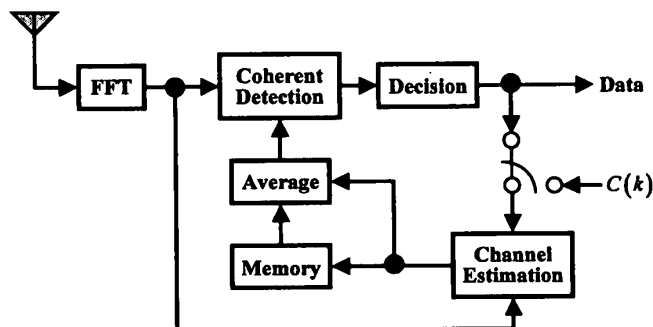 FFT
Coherent
Detection
Decision
Data
Average
C(k)
Memory
Channel
Estimation